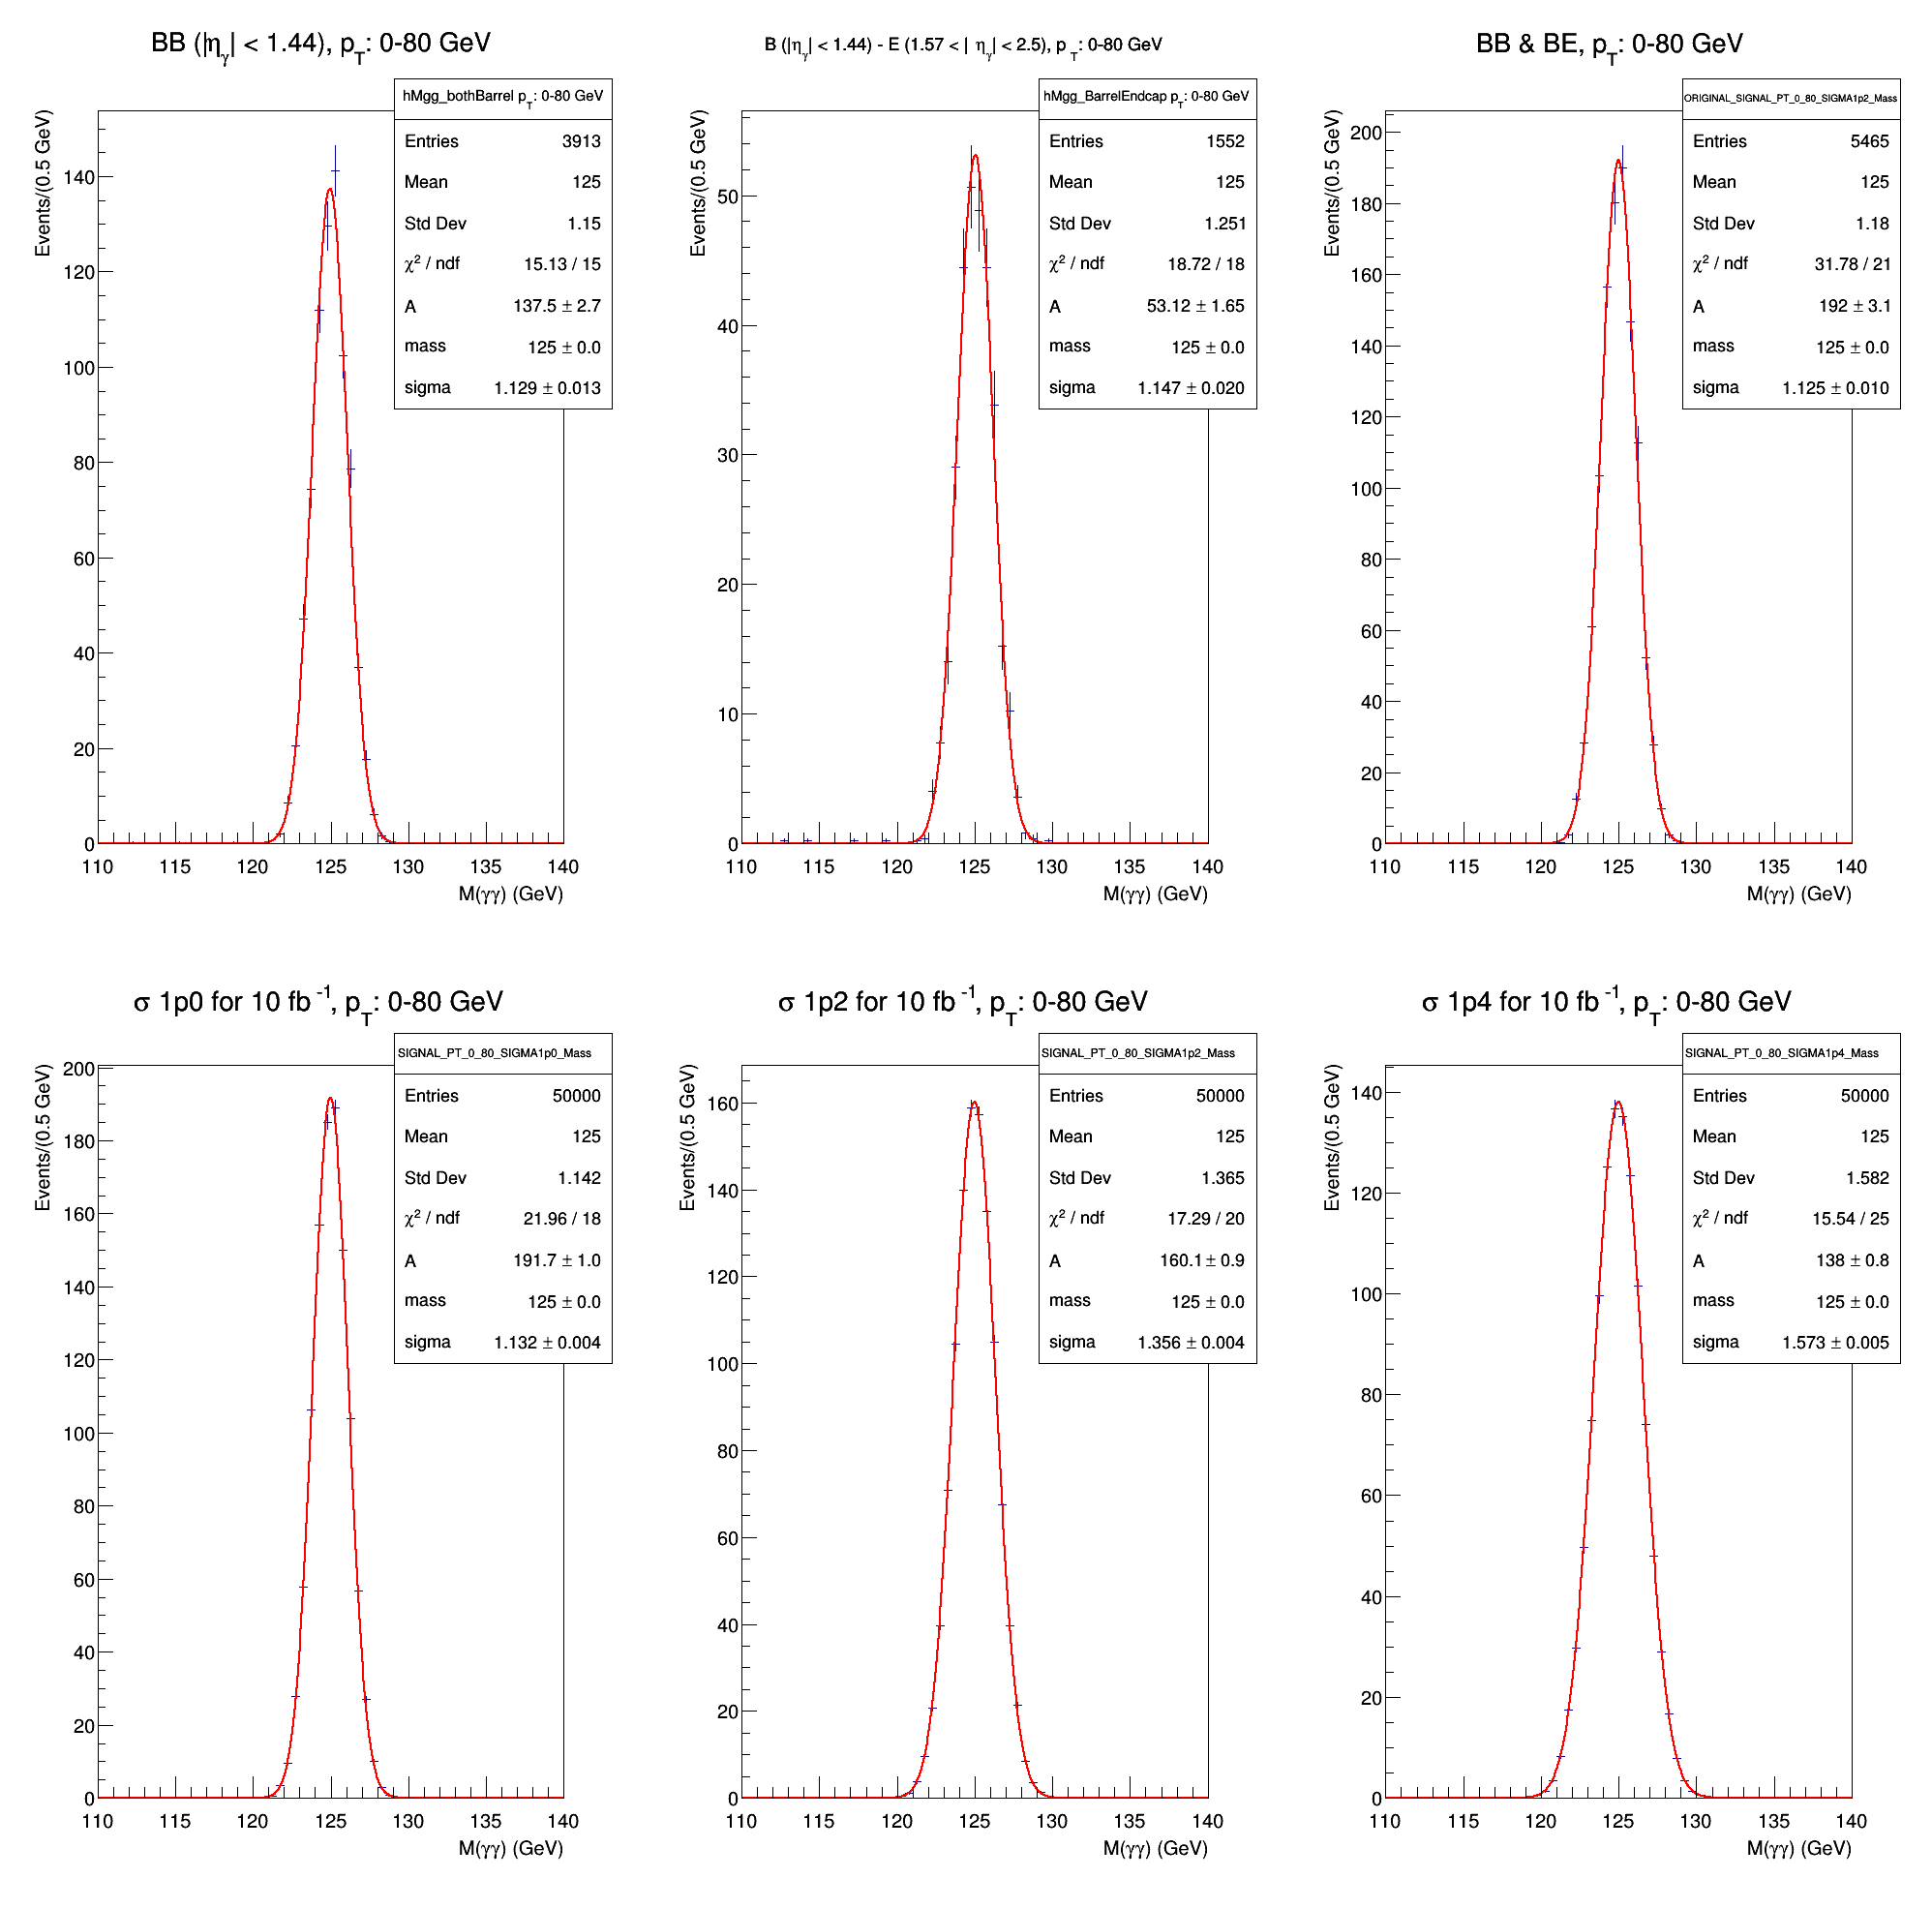 BB (|ηγ| < 1.44), pT: 0-80 GeV
hMgg_bothBarrel pT: 0-80 GeV
Entries 3913
Mean 125
Std Dev 1.15
χ² / ndf 15.13 / 15
A 137.5 ± 2.7
mass 125 ± 0.0
sigma 1.129 ± 0.013
Events/(0.5 GeV)
140
120
100
80
60
40
20
0
110 115 120 125 130 135 140
M(γγ) (GeV)
B (|ηγ| < 1.44) - E (1.57 < | ηγ| < 2.5), pT: 0-80 GeV
hMgg_BarrelEndcap pT: 0-80 GeV
Entries 1552
Mean 125
Std Dev 1.251
χ² / ndf 18.72 / 18
A 53.12 ± 1.65
mass 125 ± 0.0
sigma 1.147 ± 0.020
Events/(0.5 GeV)
50
40
30
20
10
0
110 115 120 125 130 135 140
M(γγ) (GeV)
BB & BE, pT: 0-80 GeV
ORIGINAL_SIGNAL_PT_0_80_SIGMA1p2_Mass
Entries 5465
Mean 125
Std Dev 1.18
χ² / ndf 31.78 / 21
A 192 ± 3.1
mass 125 ± 0.0
sigma 1.125 ± 0.010
Events/(0.5 GeV)
200
180
160
140
120
100
80
60
40
20
0
110 115 120 125 130 135 140
M(γγ) (GeV)
σ 1p0 for 10 fb⁻¹, pT: 0-80 GeV
SIGNAL_PT_0_80_SIGMA1p0_Mass
Entries 50000
Mean 125
Std Dev 1.142
χ² / ndf 21.96 / 18
A 191.7 ± 1.0
mass 125 ± 0.0
sigma 1.132 ± 0.004
Events/(0.5 GeV)
200
180
160
140
120
100
80
60
40
20
0
110 115 120 125 130 135 140
M(γγ) (GeV)
σ 1p2 for 10 fb⁻¹, pT: 0-80 GeV
SIGNAL_PT_0_80_SIGMA1p2_Mass
Entries 50000
Mean 125
Std Dev 1.365
χ² / ndf 17.29 / 20
A 160.1 ± 0.9
mass 125 ± 0.0
sigma 1.356 ± 0.004
Events/(0.5 GeV)
160
140
120
100
80
60
40
20
0
110 115 120 125 130 135 140
M(γγ) (GeV)
σ 1p4 for 10 fb⁻¹, pT: 0-80 GeV
SIGNAL_PT_0_80_SIGMA1p4_Mass
Entries 50000
Mean 125
Std Dev 1.582
χ² / ndf 15.54 / 25
A 138 ± 0.8
mass 125 ± 0.0
sigma 1.573 ± 0.005
Events/(0.5 GeV)
140
120
100
80
60
40
20
0
110 115 120 125 130 135 140
M(γγ) (GeV)